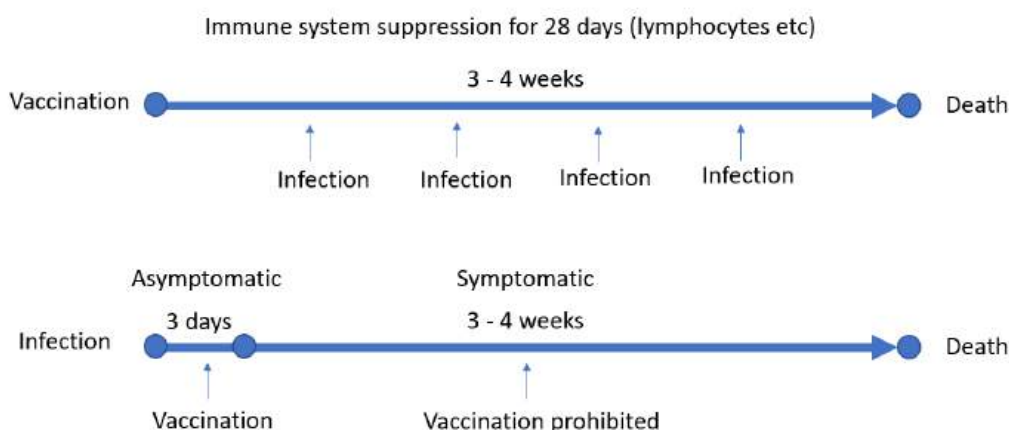 Immune system suppression for 28 days (lymphocytes etc)
3 - 4 weeks
Vaccination
Death
Infection
Infection
Infection
Infection
Asymptomatic
Symptomatic
3 days
3 - 4 weeks
Infection
Death
Vaccination
Vaccination prohibited